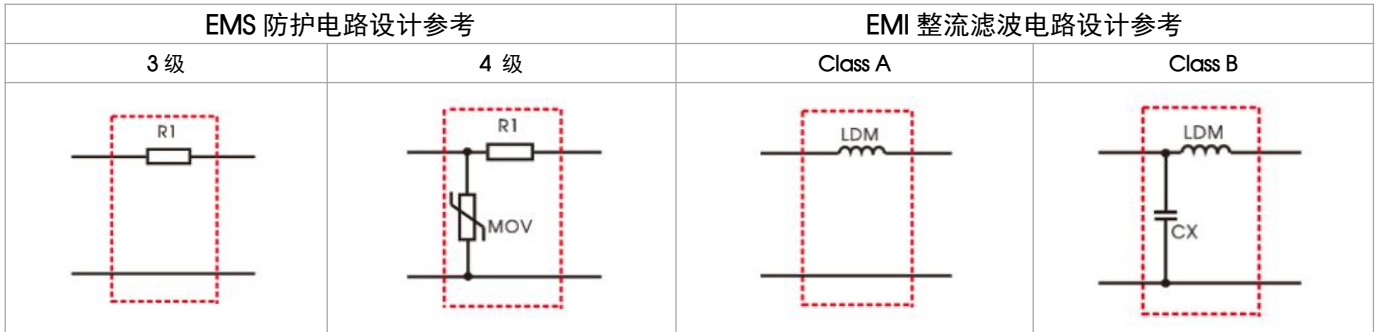 EMS 防护电路设计参考
EMI 整流滤波电路设计参考
3 级
4 级
Class A
Class B
R1
R1
MOV
LDM
LDM
CX